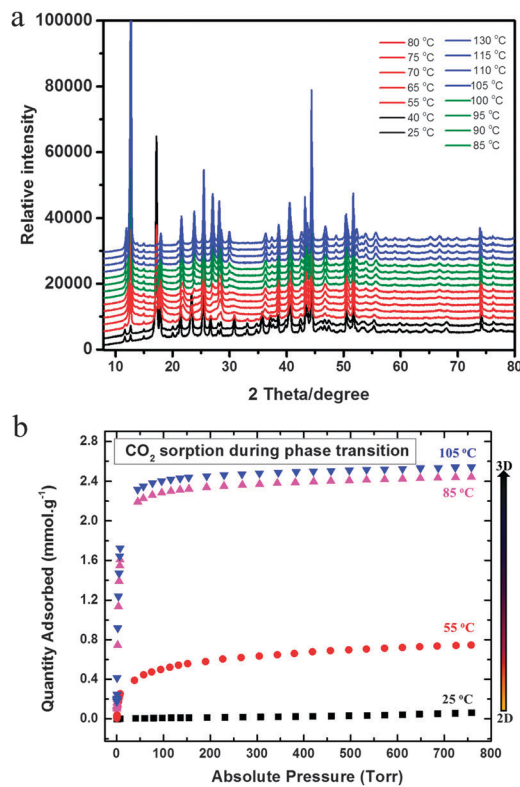 a
100000
80000
60000
40000
20000
0
Relative intensity
80 °C
75 °C
70 °C
65 °C
55 °C
40 °C
25 °C
130 °C
115 °C
110 °C
105 °C
100 °C
95 °C
90 °C
85 °C
10 20 30 40 50 60 70 80
2 Theta/degree
b
CO2 sorption during phase transition
2.8
2.4
2.0
1.6
1.2
0.8
0.4
0.0
Quantity Adsorbed (mmol.g-1)
105 °C
85 °C
55 °C
25 °C
3D
2D
0 100 200 300 400 500 600 700 800
Absolute Pressure (Torr)